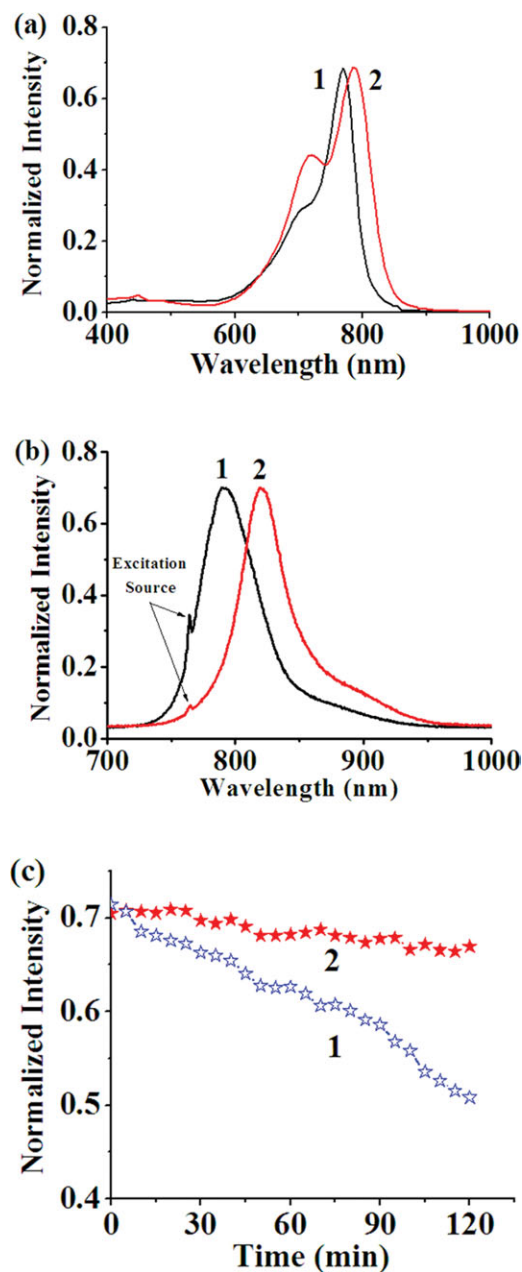 (a)
Normalized Intensity
0.8
0.6
0.4
0.2
0.0
1 2
400 600 800 1000
Wavelength (nm)
(b)
Normalized Intensity
0.8
0.6
0.4
0.2
0.0
1 2
Excitation
Source
700 800 900 1000
Wavelength (nm)
(c)
Normalized Intensity
0.7
0.6
0.5
0.4
2
1
0 30 60 90 120
Time (min)